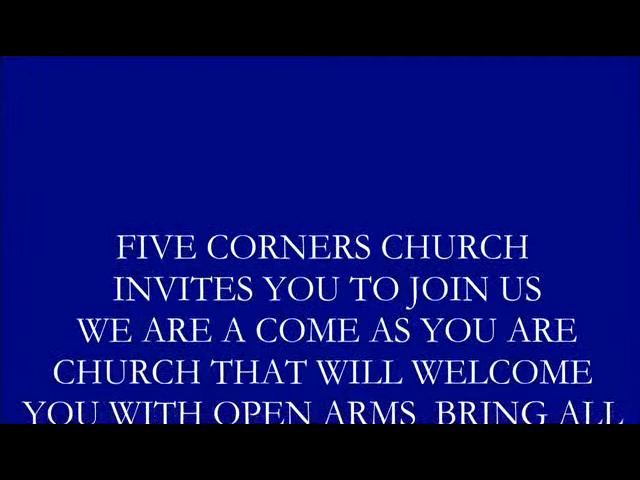 FIVE CORNERS CHURCH
INVITES YOU TO JOIN US
WE ARE A COME AS YOU ARE
CHURCH THAT WILL WELCOME
YOU WITH OPEN ARMS  BRING ALL